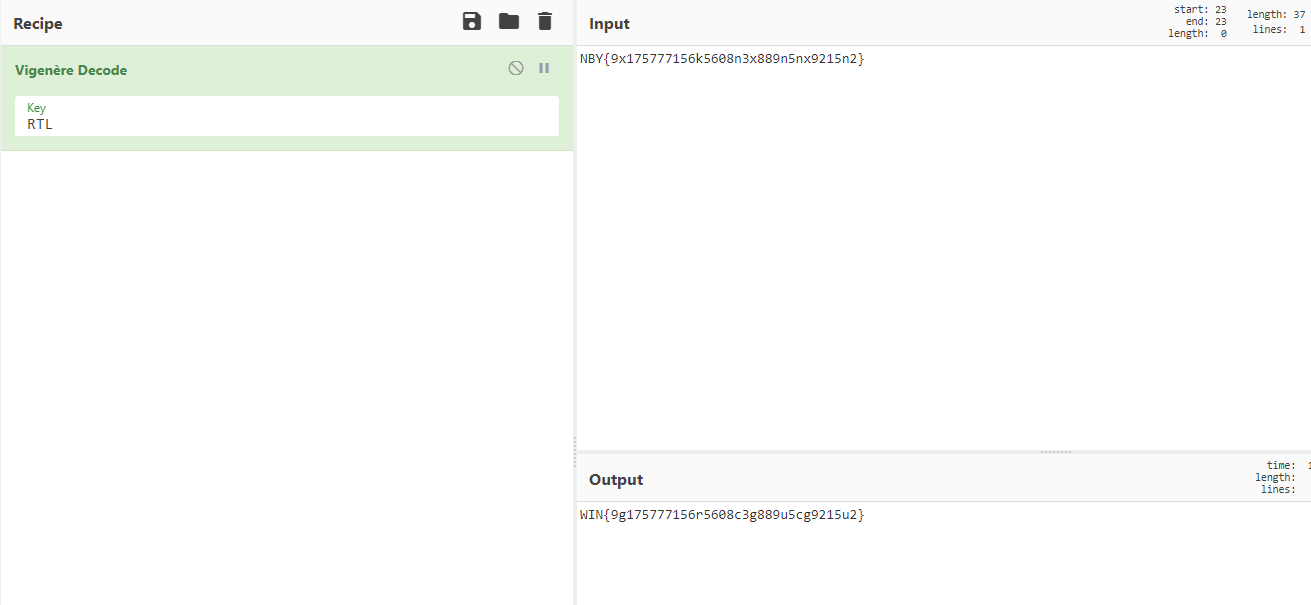 Recipe
Vigenère Decode
Key
RTL
Input
start: 23
end: 23
length: 0
length: 37
lines: 1
NBY{9x175777156k5608n3x889n5nx9215n2}
Output
time: 1
length:
lines:
WIN{9g175777156r5608c3g889u5cg9215u2}